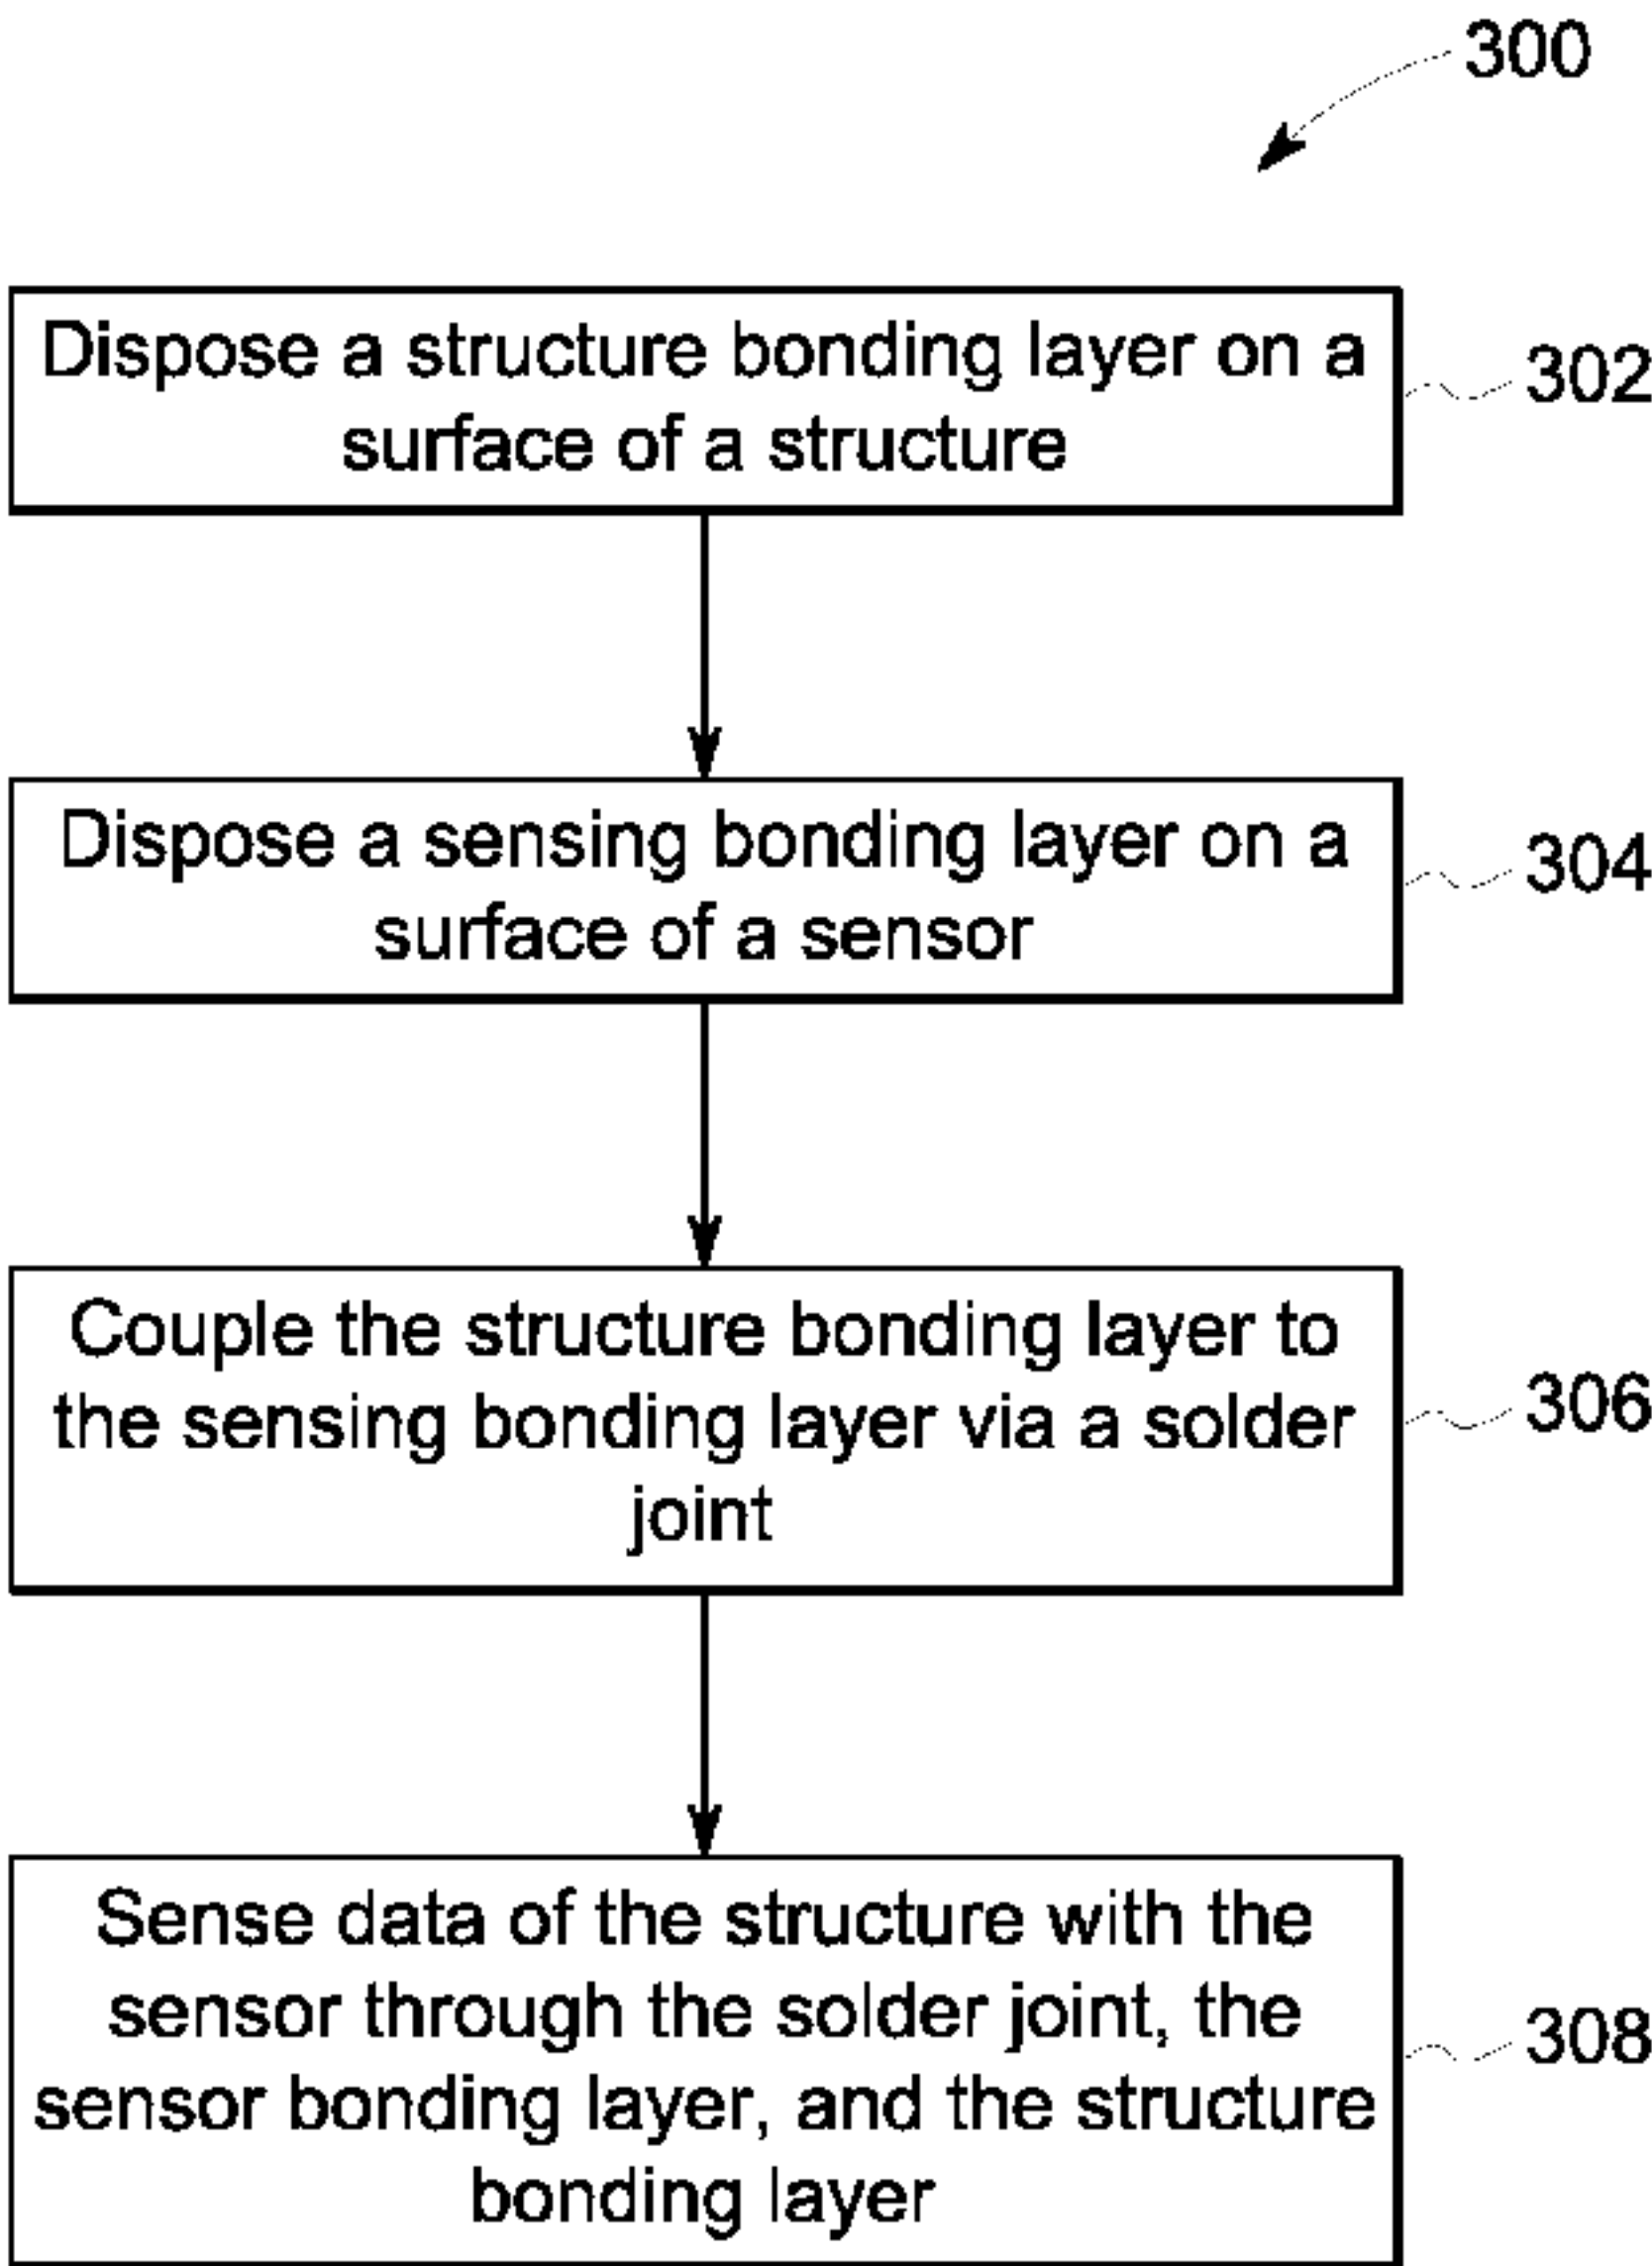 300
Dispose a structure bonding layer on a
surface of a structure
302
Dispose a sensing bonding layer on a
surface of a sensor
304
Couple the structure bonding layer to
the sensing bonding layer via a solder
joint
306
Sense data of the structure with the
sensor through the solder joint, the
sensor bonding layer, and the structure
bonding layer
308